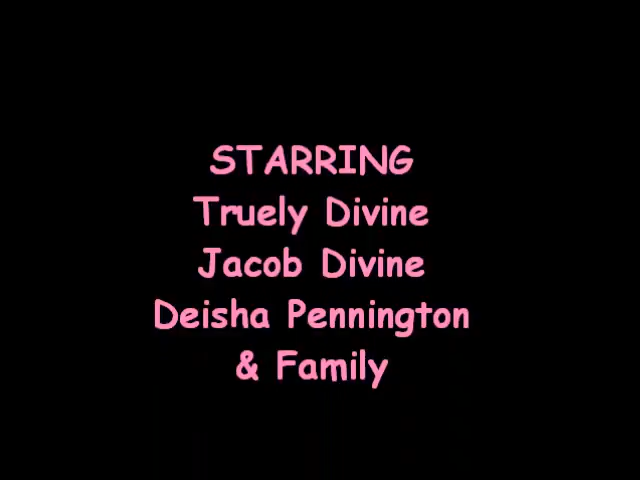 STARRING
Truely Divine
Jacob Divine
Deisha Pennington
& Family